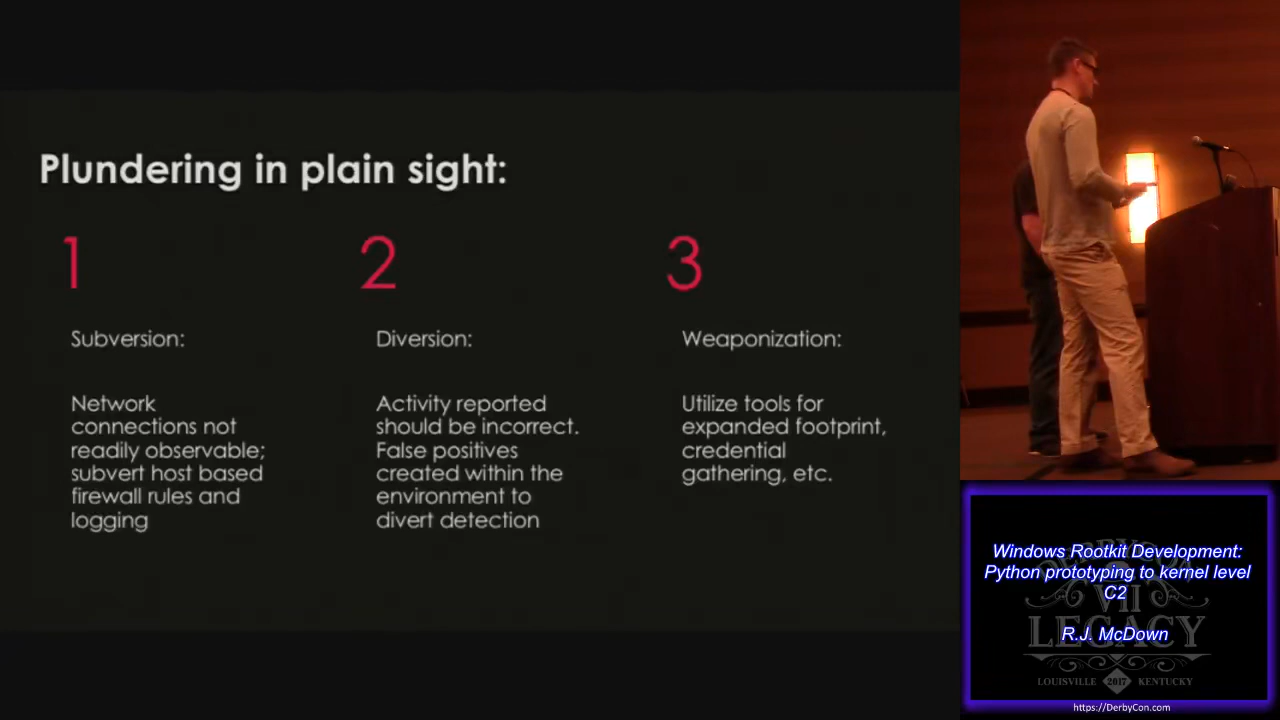 Plundering in plain sight:
1
2
3
Subversion:
Diversion:
Weaponization:
Network
connections not
readily observable;
subvert host based
firewall rules and
logging
Activity reported
should be incorrect.
False positives
created within the
environment to
divert detection
Utilize tools for
expanded footprint,
credential
gathering, etc.
Windows Rootkit Development:
Python prototyping to kernel level
C2
R.J. McDown
DERBYCON
VII
LEGACY
LOUISVILLE 2017 KENTUCKY
https://DerbyCon.com